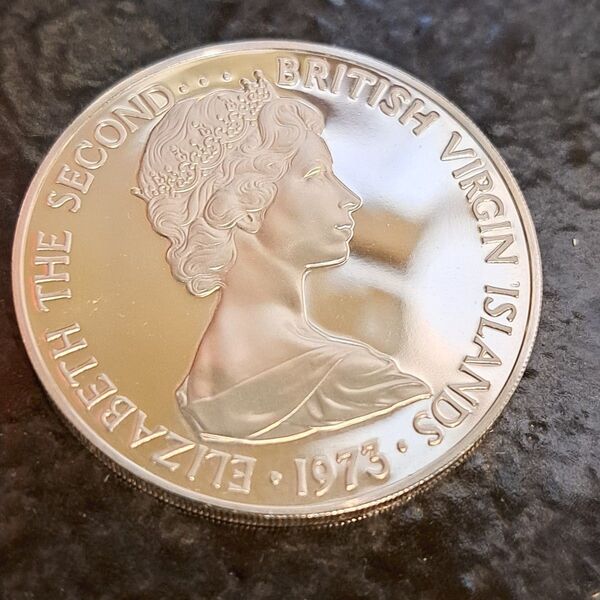 ELIZABETH THE SECOND... .BRITISH VIRGIN ISLANDS · 1973 ·